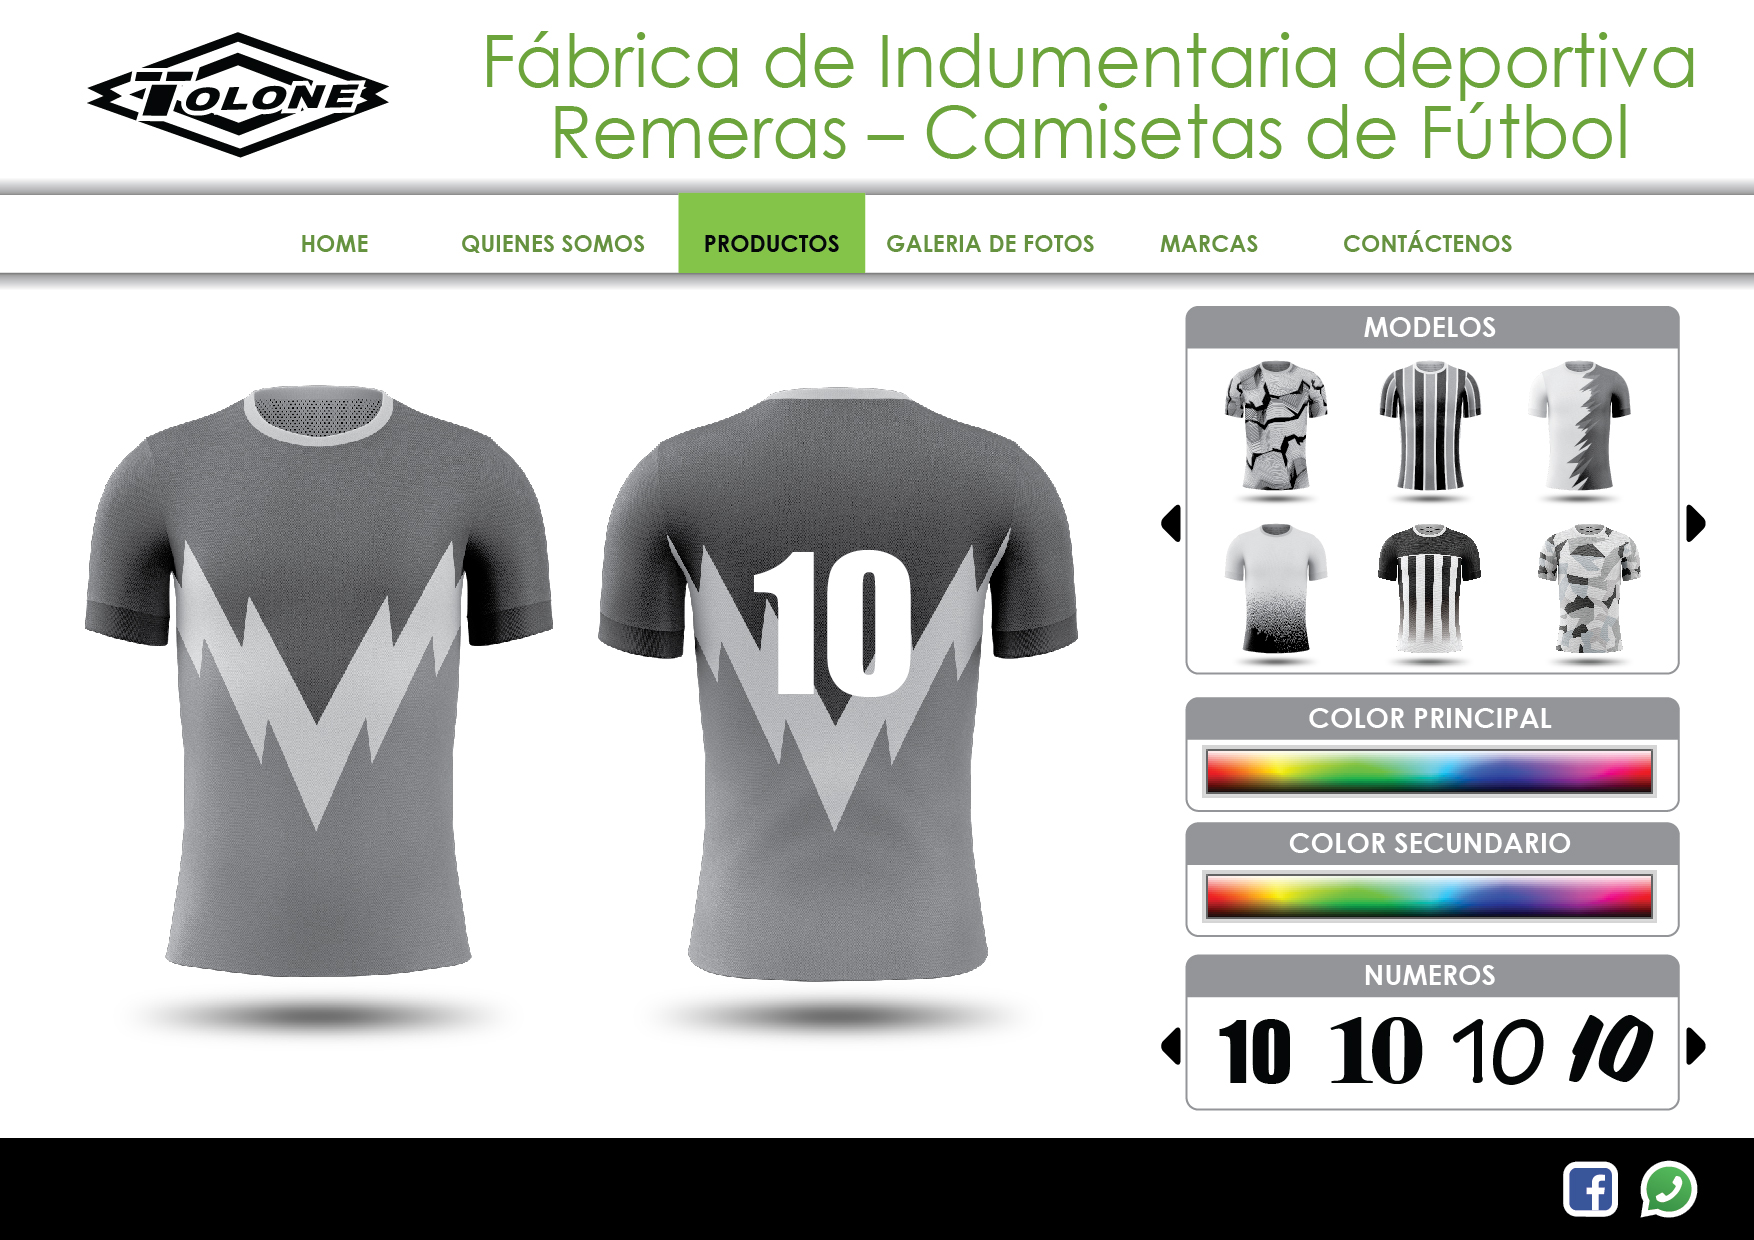 TOLONE
Fábrica de Indumentaria deportiva
Remeras – Camisetas de Fútbol
HOME QUIENES SOMOS PRODUCTOS GALERIA DE FOTOS MARCAS CONTÁCTENOS
MODELOS
10
COLOR PRINCIPAL
COLOR SECUNDARIO
NUMEROS
10 10 10 10